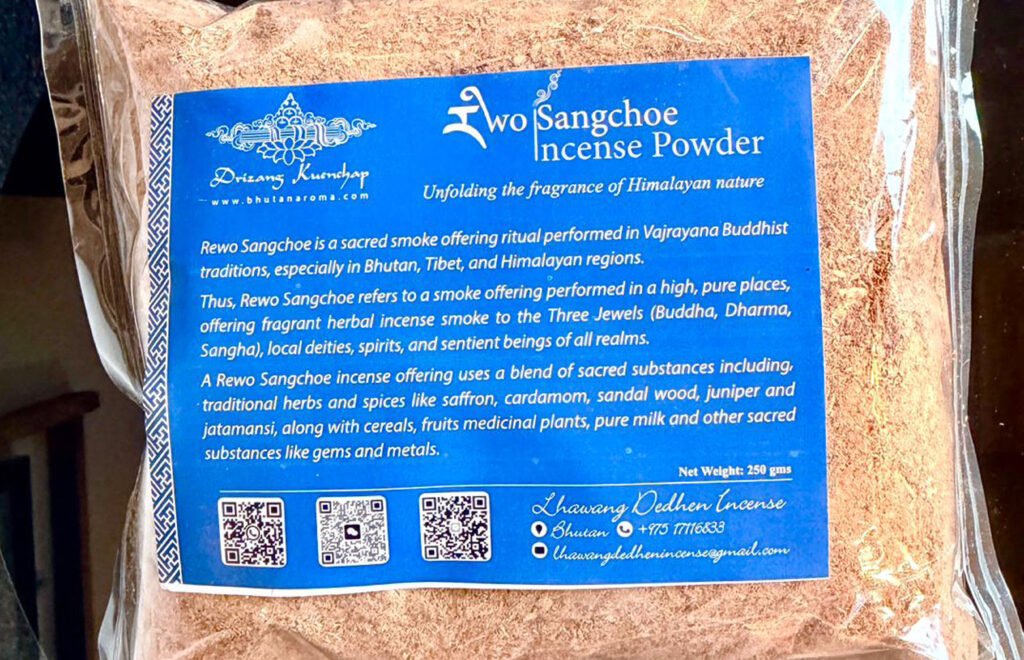 Drizang Kuenchap
www.bhutanaroma.com
Rewo Sangchoe
Incense Powder
Unfolding the fragrance of Himalayan nature
Rewo Sangchoe is a sacred smoke offering ritual performed in Vajrayana Buddhist
traditions, especially in Bhutan, Tibet, and Himalayan regions.
Thus, Rewo Sangchoe refers to a smoke offering performed in a high, pure places,
offering fragrant herbal incense smoke to the Three Jewels (Buddha, Dharma,
Sangha), local deities, spirits, and sentient beings of all realms.
A Rewo Sangchoe incense offering uses a blend of sacred substances including,
traditional herbs and spices like saffron, cardamom, sandal wood, juniper and
jatamansi, along with cereals, fruits medicinal plants, pure milk and other sacred
substances like gems and metals.
Net Weight: 250 gms
Lhawang Dedhen Incense
Bhutan +975 17116833
lhawangdedhenincense@gmail.com